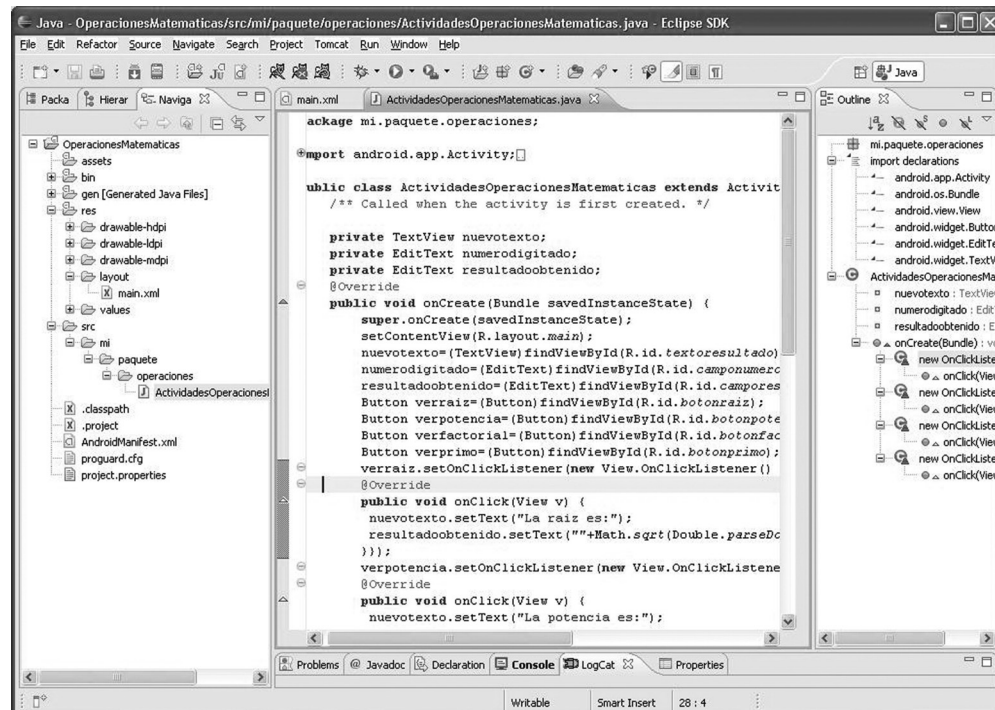 Java - OperacionesMatematicas/src/mi/paquete/operaciones/ActividadesOperacionesMatematicas.java - Eclipse SDK
File Edit Refactor Source Navigate Search Project Tomcat Run Window Help
Java
Packa Hierar Naviga
OperacionesMatematicas
assets
bin
gen [Generated Java Files]
res
drawable-hdpi
drawable-ldpi
drawable-mdpi
layout
main.xml
values
src
mi
paquete
operaciones
ActividadesOperacionesI
.classpath
.project
AndroidManifest.xml
proguard.cfg
project.properties
main.xml ActividadesOperacionesMatematicas.java
ackage mi.paquete.operaciones;
mport android.app.Activity;
ublic class ActividadesOperacionesMatematicas extends Activit
/** Called when the activity is first created. */
private TextView nuevotexto;
private EditText numerodigitado;
private EditText resultadoobtenido;
@Override
public void onCreate(Bundle savedInstanceState) {
super.onCreate(savedInstanceState);
setContentView(R.layout.main);
nuevotexto=(TextView)findViewById(R.id.textoresultado)
numerodigitado=(EditText)findViewById(R.id.camponumerc
resultadoobtenido=(EditText)findViewById(R.id.campores
Button verraiz=(Button)findViewById(R.id.botonraiz);
Button verpotencia=(Button)findViewById(R.id.botonpote
Button verfactorial=(Button)findViewById(R.id.botonfac
Button verprimo=(Button)findViewById(R.id.botonprimo);
verraiz.setOnClickListener(new View.OnClickListener()
@Override
public void onClick(View v) {
nuevotexto.setText("La raiz es:");
resultadoobtenido.setText(""+Math.sqrt(Double.parseDo
}));
verpotencia.setOnClickListener(new View.OnClickListene
@Override
public void onClick(View v) {
nuevotexto.setText("La potencia es:");
Outline
mi.paquete.operaciones
import declarations
android.app.Activity
android.os.Bundle
android.view.View
android.widget.Button
android.widget.EditTe
android.widget.TextV
ActividadesOperacionesMa
nuevotexto : TextView
numerodigitado : Edit
resultadoobtenido : E
onCreate(Bundle) : vo
new OnClickListe
onClick(View
new OnClickListe
onClick(View
new OnClickListe
onClick(View
new OnClickListe
onClick(View
Problems Javadoc Declaration Console LogCat Properties
Writable Smart Insert 28 : 4